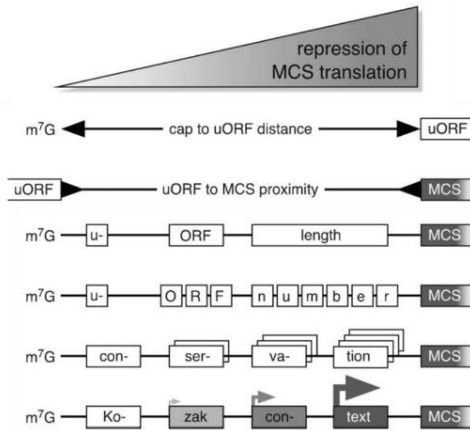 repression of
MCS translation
m⁷G cap to uORF distance uORF
uORF uORF to MCS proximity MCS
m⁷G u- ORF length MCS
m⁷G u- O R F n u m b e r MCS
m⁷G con- ser- va- tion MCS
m⁷G Ko- zak con- text MCS